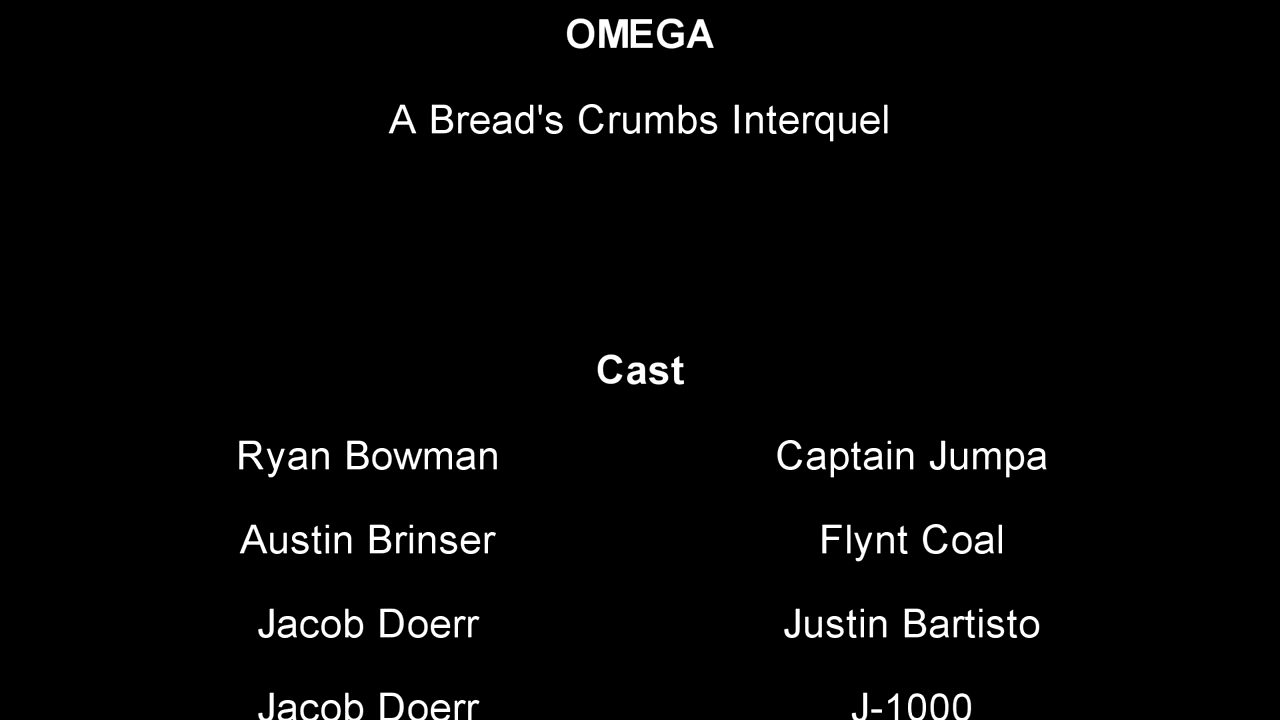 OMEGA
A Bread's Crumbs Interquel
Cast
Ryan Bowman Captain Jumpa
Austin Brinser Flynt Coal
Jacob Doerr Justin Bartisto
Jacob Doerr J-1000